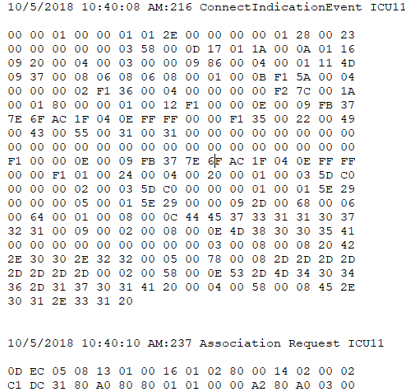 10/5/2018 10:40:08 AM:216 ConnectIndicationEvent ICU11
00 00 01 00 00 01 01 2E 00 00 00 00 01 28 00 23
00 00 00 00 00 03 58 00 0D 17 01 1A 00 0A 01 16
09 20 00 04 00 03 00 00 09 86 00 04 00 01 11 4D
09 37 00 08 06 08 06 08 00 01 00 0B F1 5A 00 04
00 00 00 02 F1 36 00 04 00 00 00 00 F2 7C 00 1A
00 01 80 00 00 01 00 12 F1 00 00 0E 00 09 FB 37
7E 6F AC 1F 04 0E FF FF 00 00 F1 35 00 22 00 49
00 43 00 55 00 31 00 31 00 00 00 00 00 00 00 00
00 00 00 00 00 00 00 00 00 00 00 00 00 00 00 00
F1 00 00 0E 00 09 FB 37 7E 6F AC 1F 04 0E FF FF
00 00 F1 01 00 24 00 04 00 20 00 01 00 03 5D C0
00 00 00 02 00 03 5D C0 00 00 00 01 00 01 5E 29
00 00 00 05 00 01 5E 29 00 00 09 2D 00 68 00 06
00 64 00 01 00 08 00 0C 44 45 37 33 31 31 30 37
32 31 00 09 00 02 00 08 00 0E 4D 38 30 30 35 41
00 00 00 00 00 00 00 00 00 03 00 08 00 08 20 42
2E 30 30 2E 32 32 00 05 00 78 00 08 2D 2D 2D 2D
2D 2D 2D 2D 00 02 00 58 00 0E 53 2D 4D 34 30 34
36 2D 31 37 30 31 41 20 00 04 00 58 00 08 45 2E
30 31 2E 33 31 20
10/5/2018 10:40:10 AM:237 Association Request ICU11
0D EC 05 08 13 01 00 16 01 02 80 00 14 02 00 02
C1 DC 31 80 A0 80 80 01 01 00 00 A2 80 A0 03 00